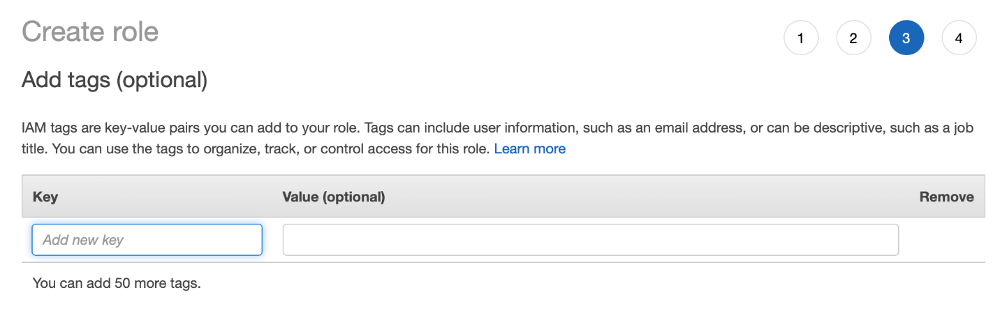 Create role
1 2 3 4
Add tags (optional)
IAM tags are key-value pairs you can add to your role. Tags can include user information, such as an email address, or can be descriptive, such as a job
title. You can use the tags to organize, track, or control access for this role. Learn more
Key Value (optional) Remove
Add new key
You can add 50 more tags.